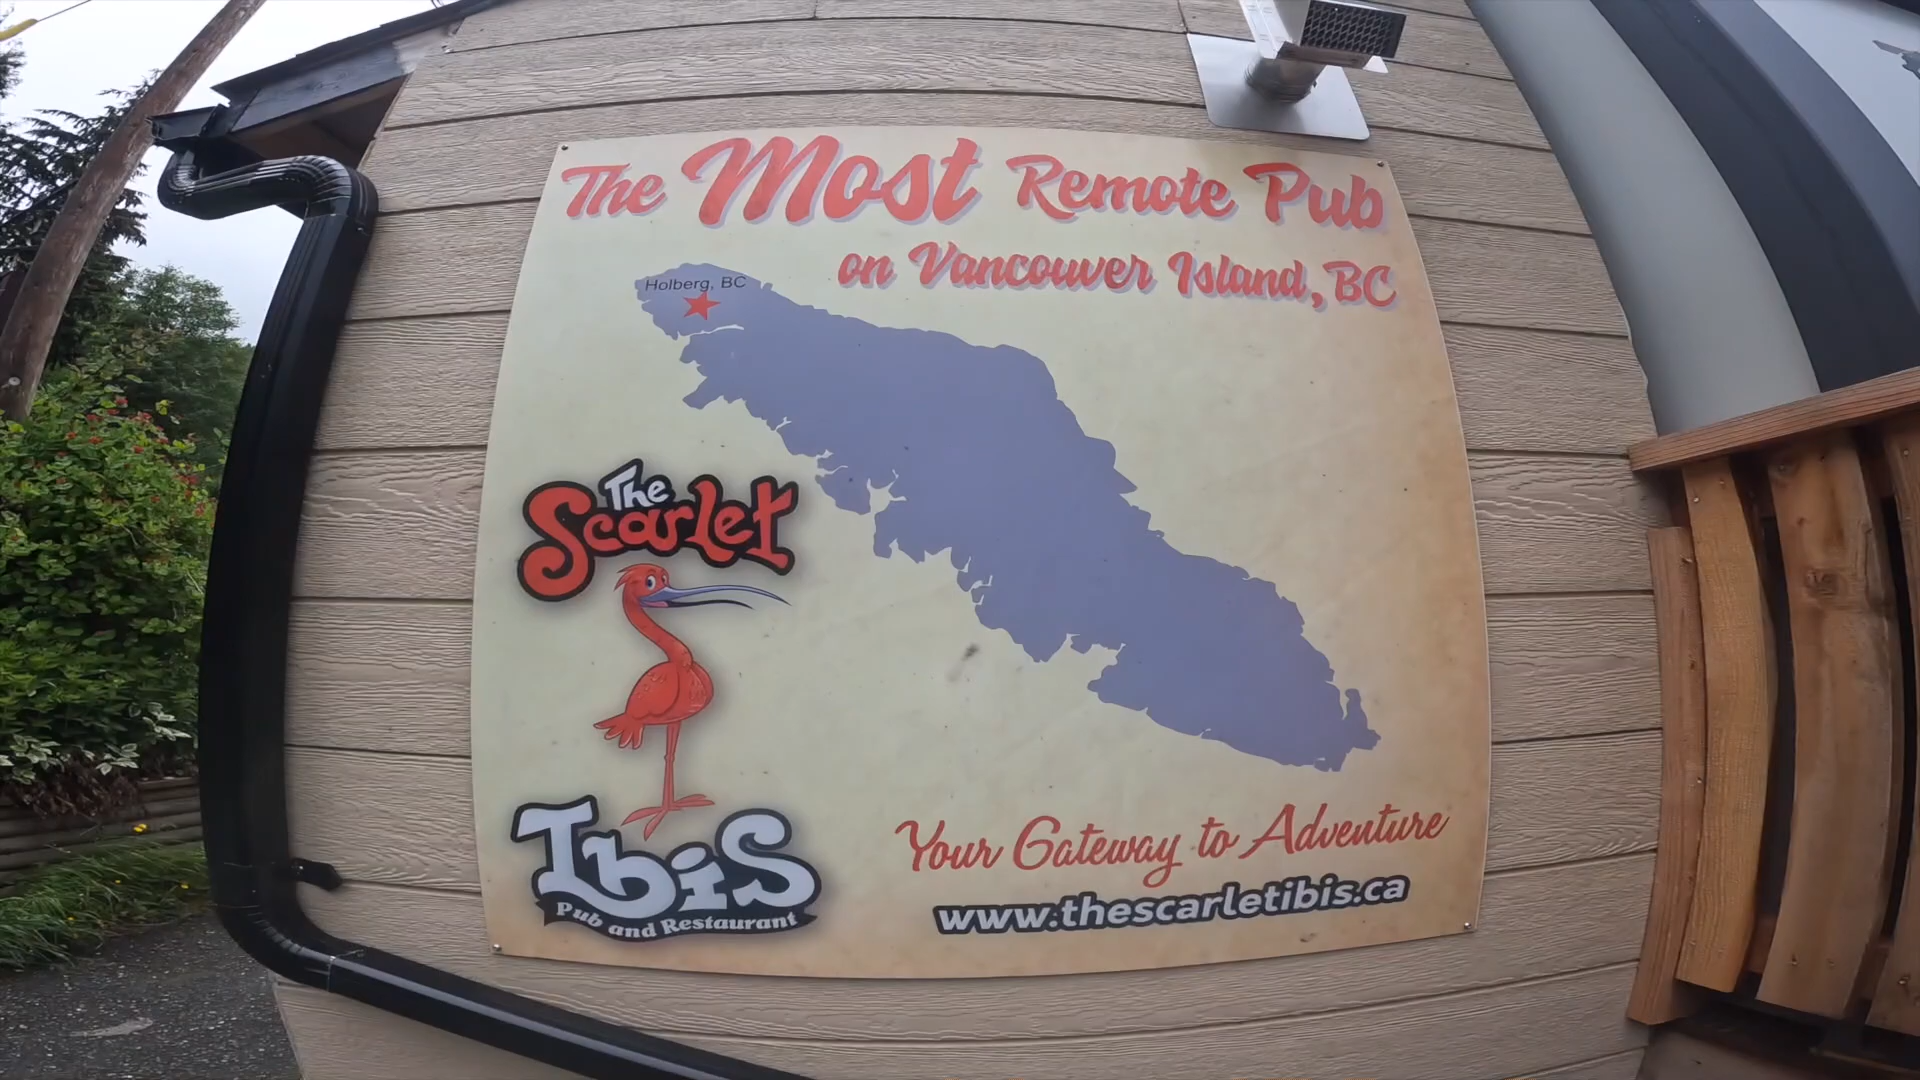 The Most Remote Pub
on Vancouver Island, BC
Holberg, BC
The
Scarlet
Ibis
Pub and Restaurant
Your Gateway to Adventure
www.thescarletibis.ca